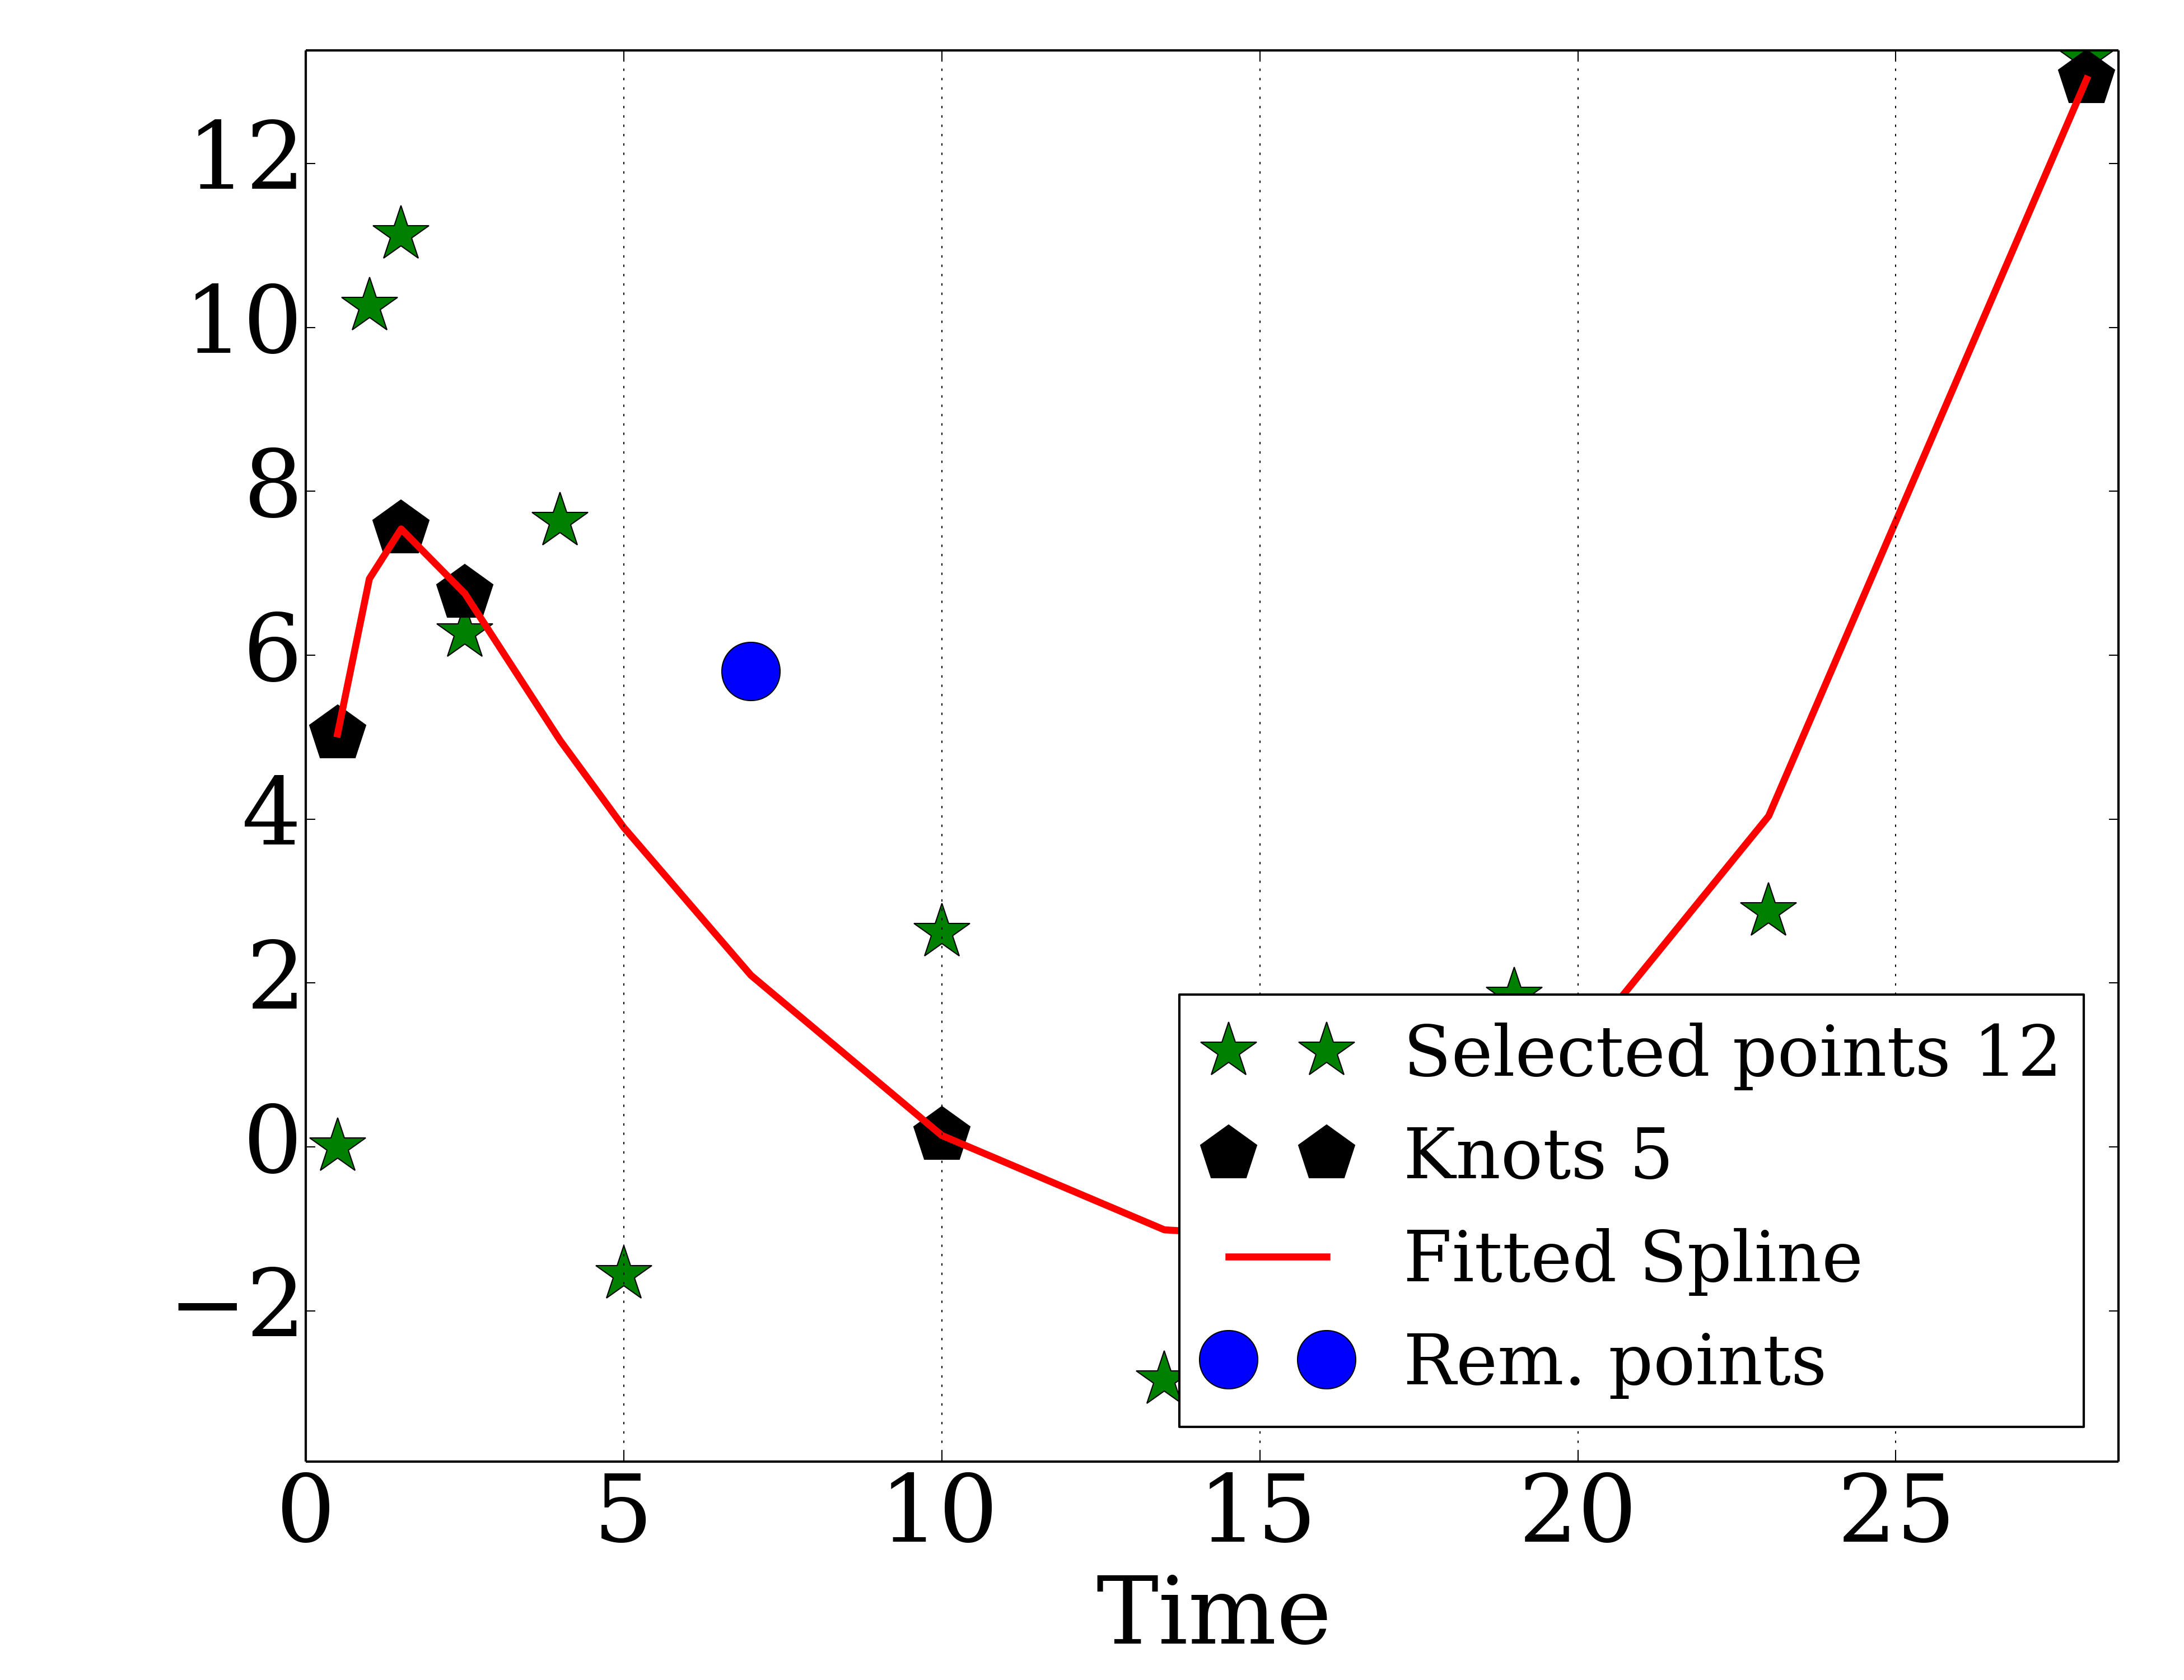 12
10
8
6
4
2
0
−2
Selected points 12
Knots 5
Fitted Spline
Rem. points
0 5 10 15 20 25
Time